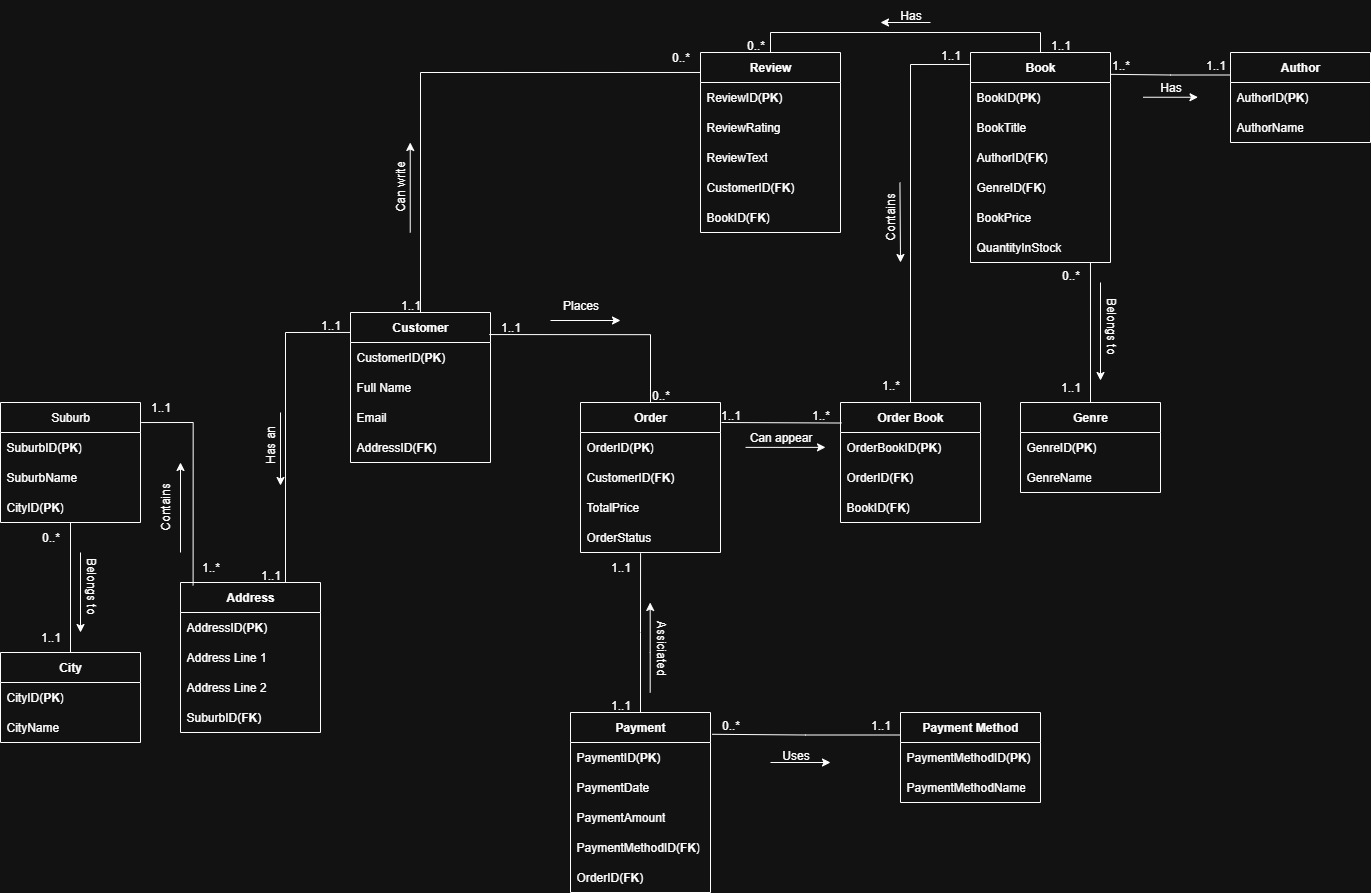 Has
0..*
1..1
0..*
Review
ReviewID(PK)
ReviewRating
ReviewText
CustomerID(FK)
BookID(FK)
1..1
Book
BookID(PK)
BookTitle
AuthorID(FK)
GenreID(FK)
BookPrice
QuantityInStock
1..*
1..1
Has
Author
AuthorID(PK)
AuthorName
Can write
Contains
1..1
Places
1..1
1..1
Customer
CustomerID(PK)
Full Name
Email
AddressID(FK)
0..*
Belongs to
1..1
1..*
0..*
Has an
1..1
Suburb
SuburbID(PK)
SuburbName
CityID(PK)
Order
OrderID(PK)
CustomerID(FK)
TotalPrice
OrderStatus
1..1
1..*
Can appear
Order Book
OrderBookID(PK)
OrderID(FK)
BookID(FK)
Genre
GenreID(PK)
GenreName
Contains
0..*
Belongs to
1..1
1..*
1..1
Address
AddressID(PK)
Address Line 1
Address Line 2
SuburbID(FK)
City
CityID(PK)
CityName
1..1
Assiciated
1..1
Payment
PaymentID(PK)
PaymentDate
PaymentAmount
PaymentMethodID(FK)
OrderID(FK)
0..*
1..1
Uses
Payment Method
PaymentMethodID(PK)
PaymentMethodName